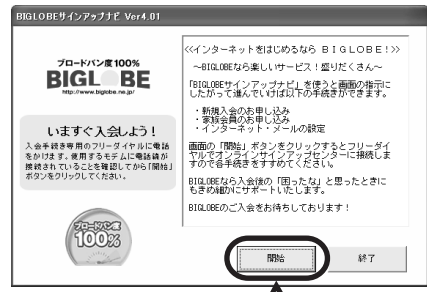 BIGLOBEサインアップナビ Ver4.01
ブロードバン度100%
BIGLOBE
http://www.biglobe.ne.jp/
いますぐ入会しよう！
入会手続き専用のフリーダイヤルに電話
をかけます。使用するモデムに電話線が
接続されていることを確認してから「開始」
ボタンをクリックしてください。
ブロードバン度
100%
<<インターネットをはじめるなら BIGLOBE!>>
～BIGLOBEなら楽しいサービス！盛りだくさん～
「BIGLOBEサインアップナビ」を使うと画面の指示に
したがって進んでいけば以下の手続きができます。
・新規入会のお申し込み
・家族会員のお申し込み
・インターネット・メールの設定
画面の「開始」ボタンをクリックするとフリーダイ
ヤルでオンラインサインアップセンターに接続しま
すので各手続きをすすめてください。
BIGLOBEなら入会後の「困ったな」と思ったときに
もきめ細かにサポートいたします。
BIGLOBEのご入会をお待ちしております！
開始
終了